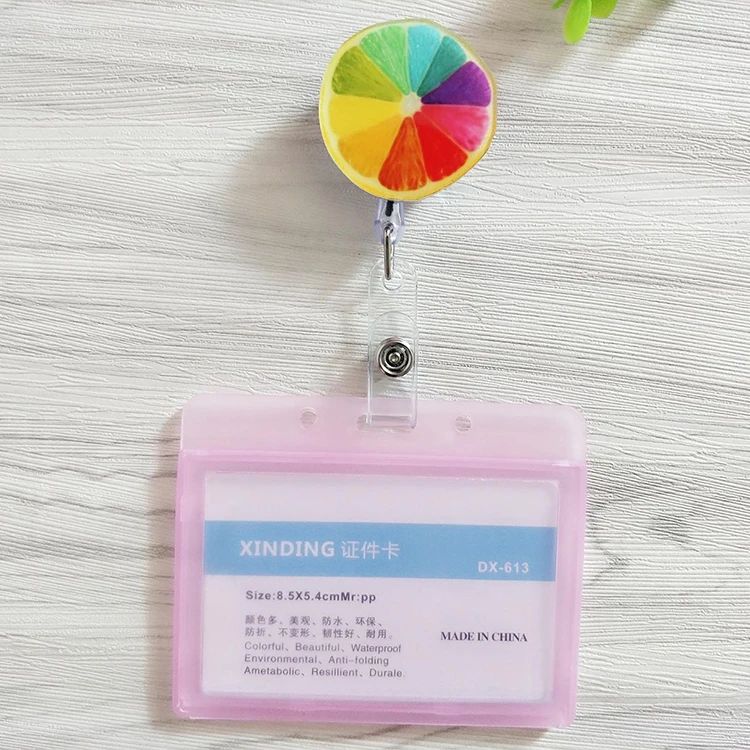 XINDING 证件卡
DX-613
Size:8.5X5.4cmMr:pp
颜色多、美观、防水、环保、
防折、不变形、韧性好、耐用。
MADE IN CHINA
Colorful、Beautiful、Waterproof
Environmental、Anti-folding
Ametabolic、Resillient、Durale.